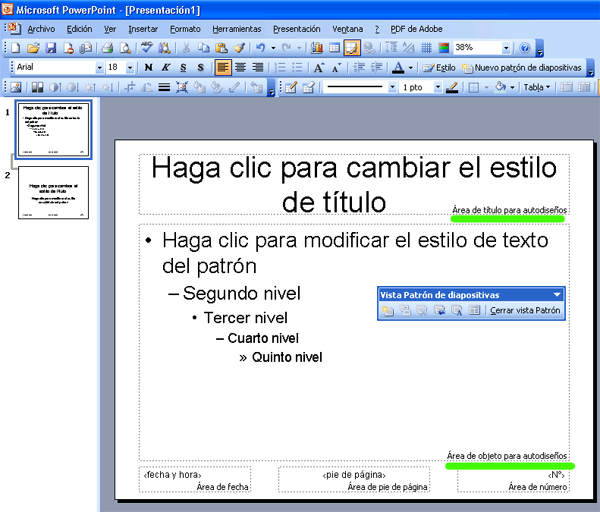 Microsoft PowerPoint - [Presentación1]
Archivo Edición Ver Insertar Formato Herramientas Presentación Ventana ? PDF de Adobe
38%
Arial 18 N K S S A A A Estilo Nuevo patrón de diapositivas
1 pto Tabla
1
Haga clic para cambiar el estilo
de título
2
Haga clic para cambiar el
estilo de título
Haga clic para cambiar el estilo
de título
Área de título para autodiseños
• Haga clic para modificar el estilo de texto
del patrón
– Segundo nivel
• Tercer nivel
– Cuarto nivel
» Quinto nivel
Vista Patrón de diapositivas
Cerrar vista Patrón
Área de objeto para autodiseños
‹fecha y hora› ‹pie de página› ‹Nº›
Área de fecha Área de pie de página Área de número